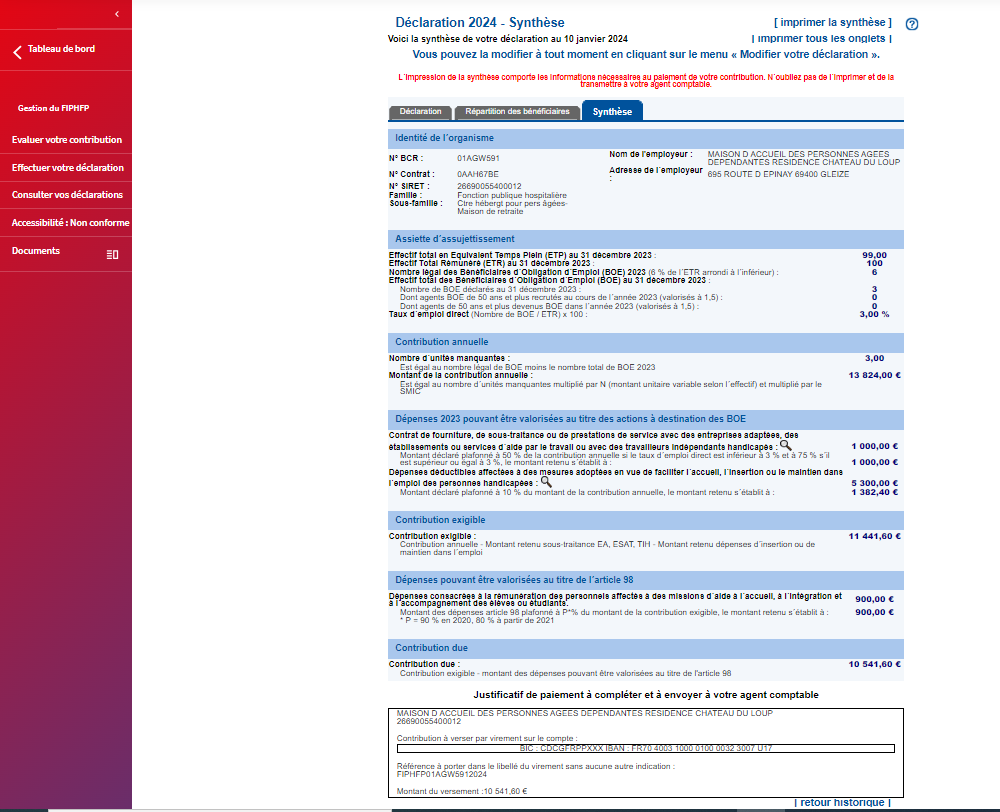 Tableau de bord
Gestion du FIPHFP
Evaluer votre contribution
Effectuer votre déclaration
Consulter vos déclarations
Accessibilité : Non conforme
Documents
Déclaration 2024 - Synthèse
[ imprimer la synthèse ]
Voici la synthèse de votre déclaration au 10 janvier 2024
[ imprimer tous les onglets ]
Vous pouvez la modifier à tout moment en cliquant sur le menu « Modifier votre déclaration ».
L'impression de la synthèse comporte les informations nécessaires au paiement de votre contribution. N'oubliez pas de l'imprimer et de la
transmettre à votre agent comptable.
Déclaration Répartition des bénéficiaires Synthèse
Identité de l´organisme
N° BCR : 01AGW591
Nom de l'employeur : MAISON D ACCUEIL DES PERSONNES AGEES
DEPENDANTES RESIDENCE CHATEAU DU LOUP
N° Contrat : 0AAH67BE
Adresse de l´employeur : 695 ROUTE D EPINAY 69400 GLEIZE
N° SIRET : 26690055400012
Famille : Fonction publique hospitalière
Sous-famille : Ctre hébergt pour pers âgées-
Maison de retraite
Assiette d´assujettissement
Effectif total en Equivalent Temps Plein (ETP) au 31 décembre 2023 : 99,00
Effectif Total Rémunéré (ETR) au 31 décembre 2023 : 100
Nombre légal des Bénéficiaires d´Obligation d´Emploi (BOE) 2023 (6 % de l´ETR arrondi à l´inférieur) : 6
Effectif total des Bénéficiaires d´Obligation d´Emploi (BOE) au 31 décembre 2023 :
Nombre de BOE déclarés au 31 décembre 2023 : 3
Dont agents BOE de 50 ans et plus recrutés au cours de l´année 2023 (valorisés à 1,5) : 0
Dont agents de 50 ans et plus devenus BOE dans l´année 2023 (valorisés à 1,5) : 0
Taux d´emploi direct (Nombre de BOE / ETR) x 100 : 3,00 %
Contribution annuelle
Nombre d´unités manquantes : 3,00
Est égal au nombre légal de BOE moins le nombre total de BOE 2023
Montant de la contribution annuelle : 13 824,00 €
Est égal au nombre d´unités manquantes multiplié par N (montant unitaire variable selon l´effectif) et multiplié par le
SMIC
Dépenses 2023 pouvant être valorisées au titre des actions à destination des BOE
Contrat de fourniture, de sous-traitance ou de prestations de service avec des entreprises adaptées, des
établissements ou services d´aide par le travail ou avec des travailleurs indépendants handicapés : 1 000,00 €
Montant déclaré plafonné à 50 % de la contribution annuelle si le taux d´emploi direct est inférieur à 3 % et à 75 % s´il
est supérieur ou égal à 3 %, le montant retenu s´établit à : 1 000,00 €
Dépenses déductibles affectées à des mesures adoptées en vue de faciliter l´accueil, l´insertion ou le maintien dans
l´emploi des personnes handicapées : 5 300,00 €
Montant déclaré plafonné à 10 % du montant de la contribution annuelle, le montant retenu s´établit à : 1 382,40 €
Contribution exigible
Contribution exigible : 11 441,60 €
Contribution annuelle - Montant retenu sous-traitance EA, ESAT, TIH - Montant retenu dépenses d´insertion ou de
maintien dans l´emploi
Dépenses pouvant être valorisées au titre de l´article 98
Dépenses consacrées à la rémunération des personnels affectés à des missions d´aide à l´accueil, à l´intégration et
à l´accompagnement des élèves ou étudiants. 900,00 €
Montant des dépenses article 98 plafonné à P*% du montant de la contribution exigible, le montant retenu s´établit à : 900,00 €
* P = 90 % en 2020, 80 % à partir de 2021
Contribution due
Contribution due : 10 541,60 €
Contribution exigible - montant des dépenses pouvant être valorisées au titre de l'article 98
Justificatif de paiement à compléter et à envoyer à votre agent comptable
MAISON D ACCUEIL DES PERSONNES AGEES DEPENDANTES RESIDENCE CHATEAU DU LOUP
26690055400012
Contribution à verser par virement sur le compte :
BIC : CDCGFRPPXXX IBAN : FR70 4003 1000 0100 0032 3007 U17
Référence à porter dans le libellé du virement sans aucune autre indication :
FIPHFP01AGW5912024
Montant du versement :10 541,60 €
[ retour historique ]